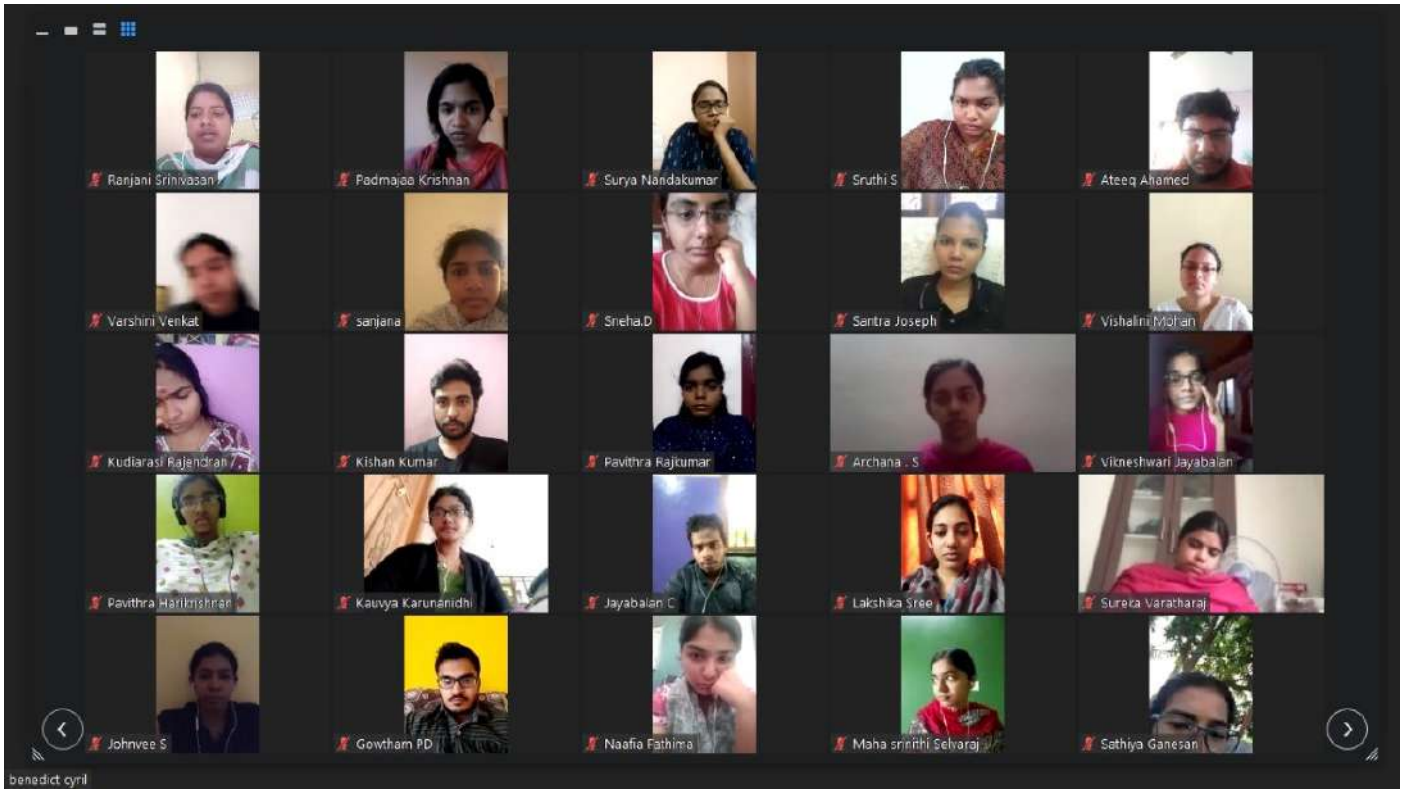 Ranjani Srinivasan
Padmajaa Krishnan
Surya Nandakumar
Sruthi S
Ateeq Ahamed
Varshini Venkat
sanjana
Sneha.D
Santra Joseph
Vishalini Mohan
Kudiarasi Rajendran
Kishan Kumar
Pavithra Rajkumar
Archana . S
Vikneshwari Jayabalan
Pavithra Harikrishnan
Kauvya Karunanidhi
Jayabalan C
Lakshika Sree
Sureka Varatharaj
Johnvee S
Gowtham PD
Naafia Fathima
Maha srinithi Selvaraj
Sathiya Ganesan
benedict cyril